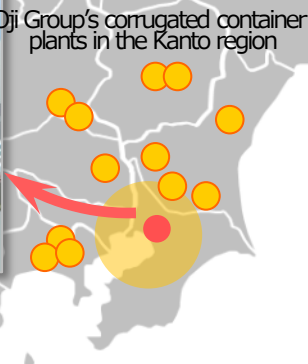 Oji Group's corrugated container
plants in the Kanto region